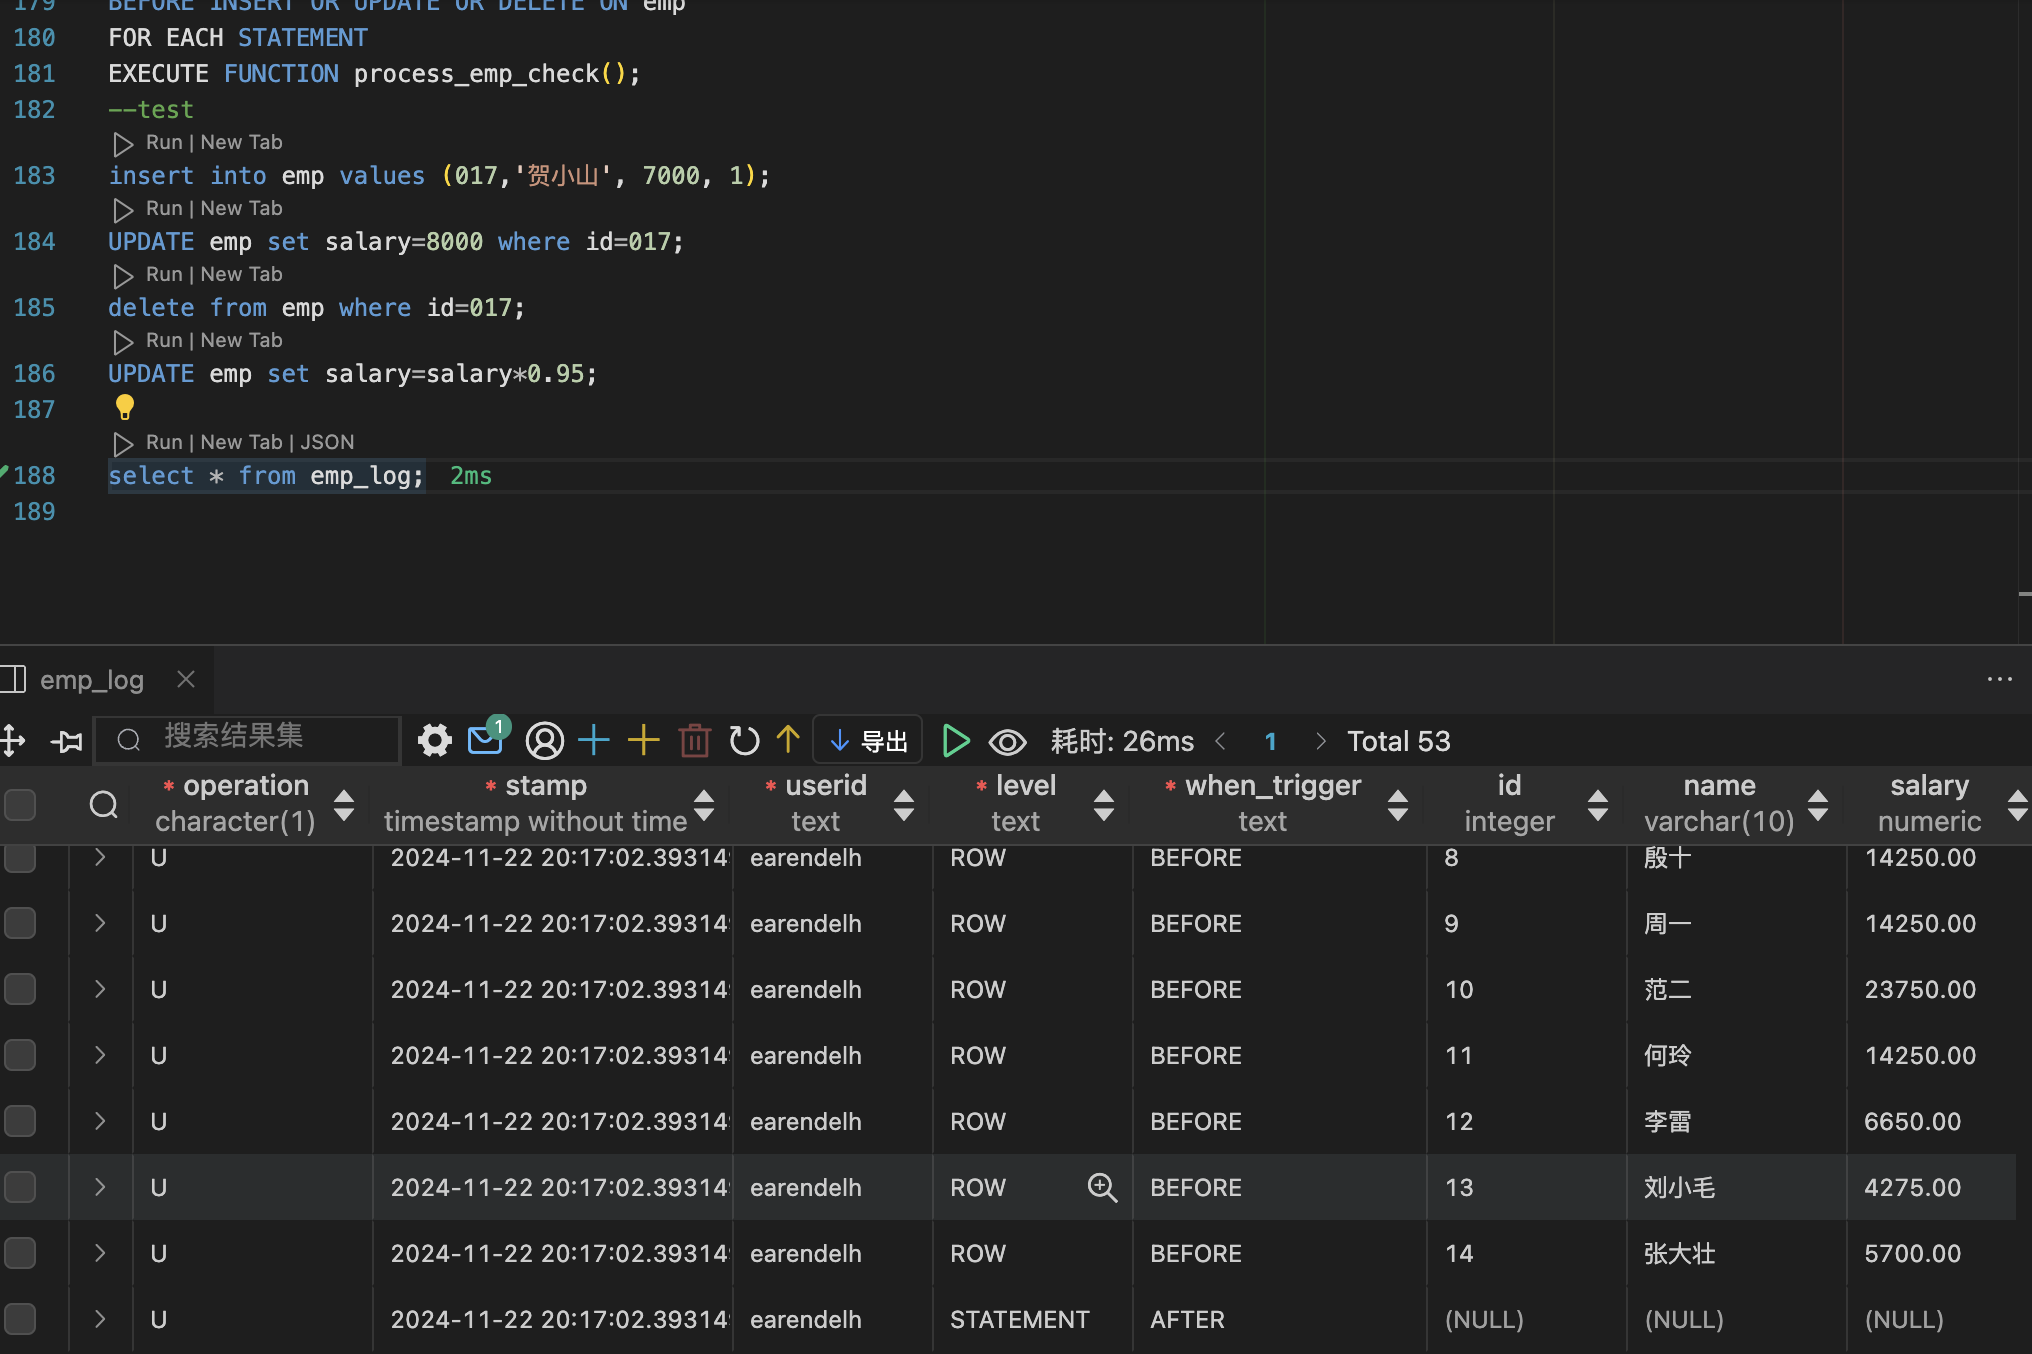 179 BEFORE INSERT OR UPDATE OR DELETE ON emp
180 FOR EACH STATEMENT
181 EXECUTE FUNCTION process_emp_check();
182 --test
Run | New Tab
183 insert into emp values (017,'贺小山', 7000, 1);
Run | New Tab
184 UPDATE emp set salary=8000 where id=017;
Run | New Tab
185 delete from emp where id=017;
Run | New Tab
186 UPDATE emp set salary=salary*0.95;
187
Run | New Tab | JSON
188 select * from emp_log; 2ms
189
emp_log
搜索结果集 1 导出 耗时: 26ms < 1 > Total 53
* operation * stamp * userid * level * when_trigger id name salary
character(1) timestamp without time text text text integer varchar(10) numeric
U 2024-11-22 20:17:02.39314 earendelh ROW BEFORE 8 殷十 14250.00
U 2024-11-22 20:17:02.39314 earendelh ROW BEFORE 9 周一 14250.00
U 2024-11-22 20:17:02.39314 earendelh ROW BEFORE 10 范二 23750.00
U 2024-11-22 20:17:02.39314 earendelh ROW BEFORE 11 何玲 14250.00
U 2024-11-22 20:17:02.39314 earendelh ROW BEFORE 12 李雷 6650.00
U 2024-11-22 20:17:02.39314 earendelh ROW BEFORE 13 刘小毛 4275.00
U 2024-11-22 20:17:02.39314 earendelh ROW BEFORE 14 张大壮 5700.00
U 2024-11-22 20:17:02.39314 earendelh STATEMENT AFTER (NULL) (NULL) (NULL)